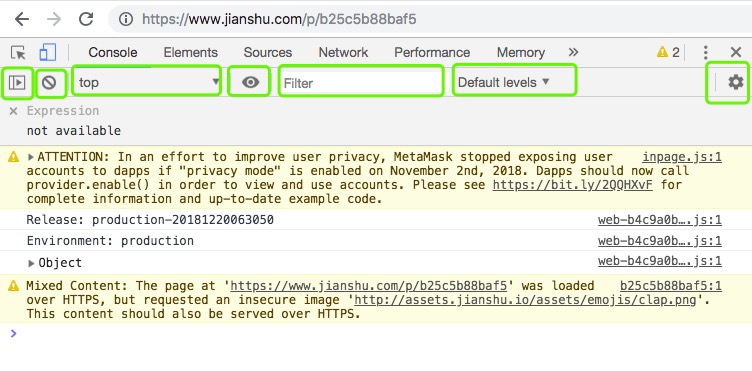 https://www.jianshu.com/p/b25c5b88baf5
Console Elements Sources Network Performance Memory » 2
top Filter Default levels ▼
× Expression
not available
ATTENTION: In an effort to improve user privacy, MetaMask stopped exposing user inpage.js:1
accounts to dapps if "privacy mode" is enabled on November 2nd, 2018. Dapps should now call
provider.enable() in order to view and use accounts. Please see https://bit.ly/2QQHXvF for
complete information and up-to-date example code.
Release: production-20181220063050 web-b4c9a0b….js:1
Environment: production web-b4c9a0b….js:1
Object web-b4c9a0b….js:1
Mixed Content: The page at 'https://www.jianshu.com/p/b25c5b88baf5' was loaded b25c5b88baf5:1
over HTTPS, but requested an insecure image 'http://assets.jianshu.io/assets/emojis/clap.png'.
This content should also be served over HTTPS.